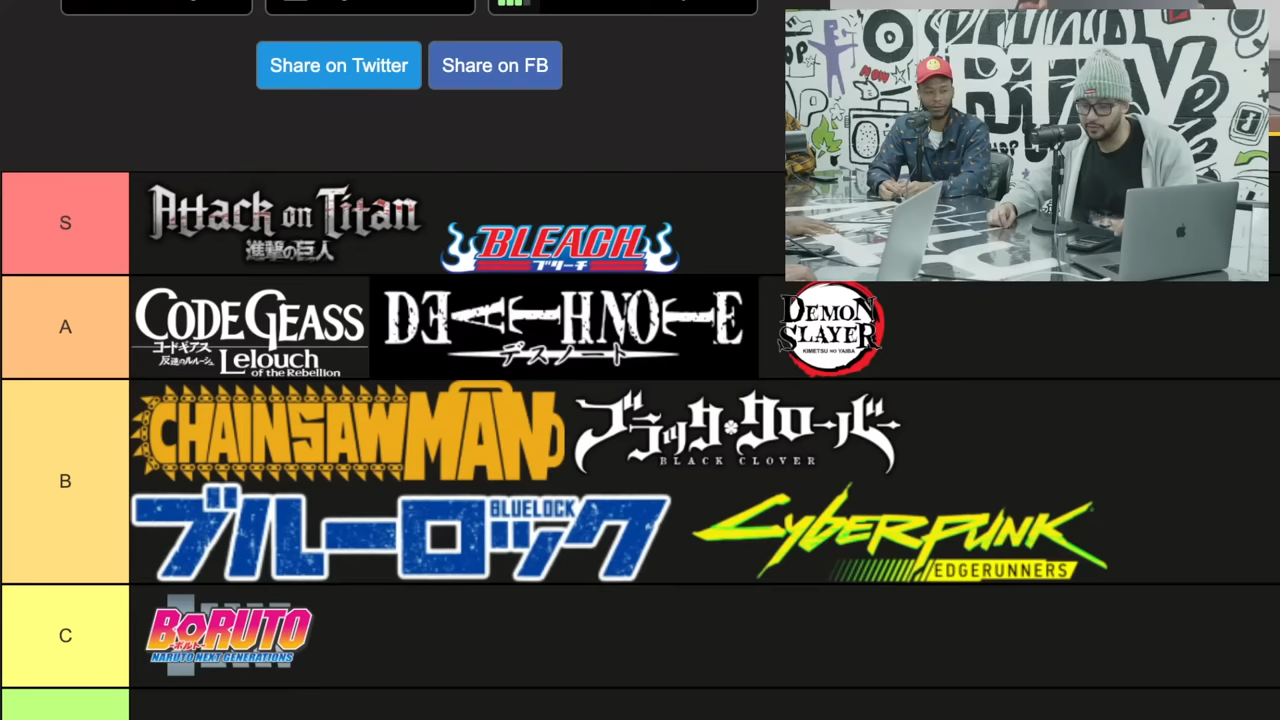 Share on Twitter
Share on FB
S
Attack on Titan
進撃の巨人
BLEACH
ブリーチ
A
CODE GEASS
コードギアス
反逆のルルーシュ
Lelouch
of the Rebellion
DEATH NOTE
デスノート
DEMON
SLAYER
KIMETSU NO YAIBA
B
CHAINSAW MAN
ブラッククローバー
BLACK CLOVER
ブルーロック
BLUELOCK
CYBERPUNK
EDGERUNNERS
C
BORUTO
-ボルト-
NARUTO NEXT GENERATIONS